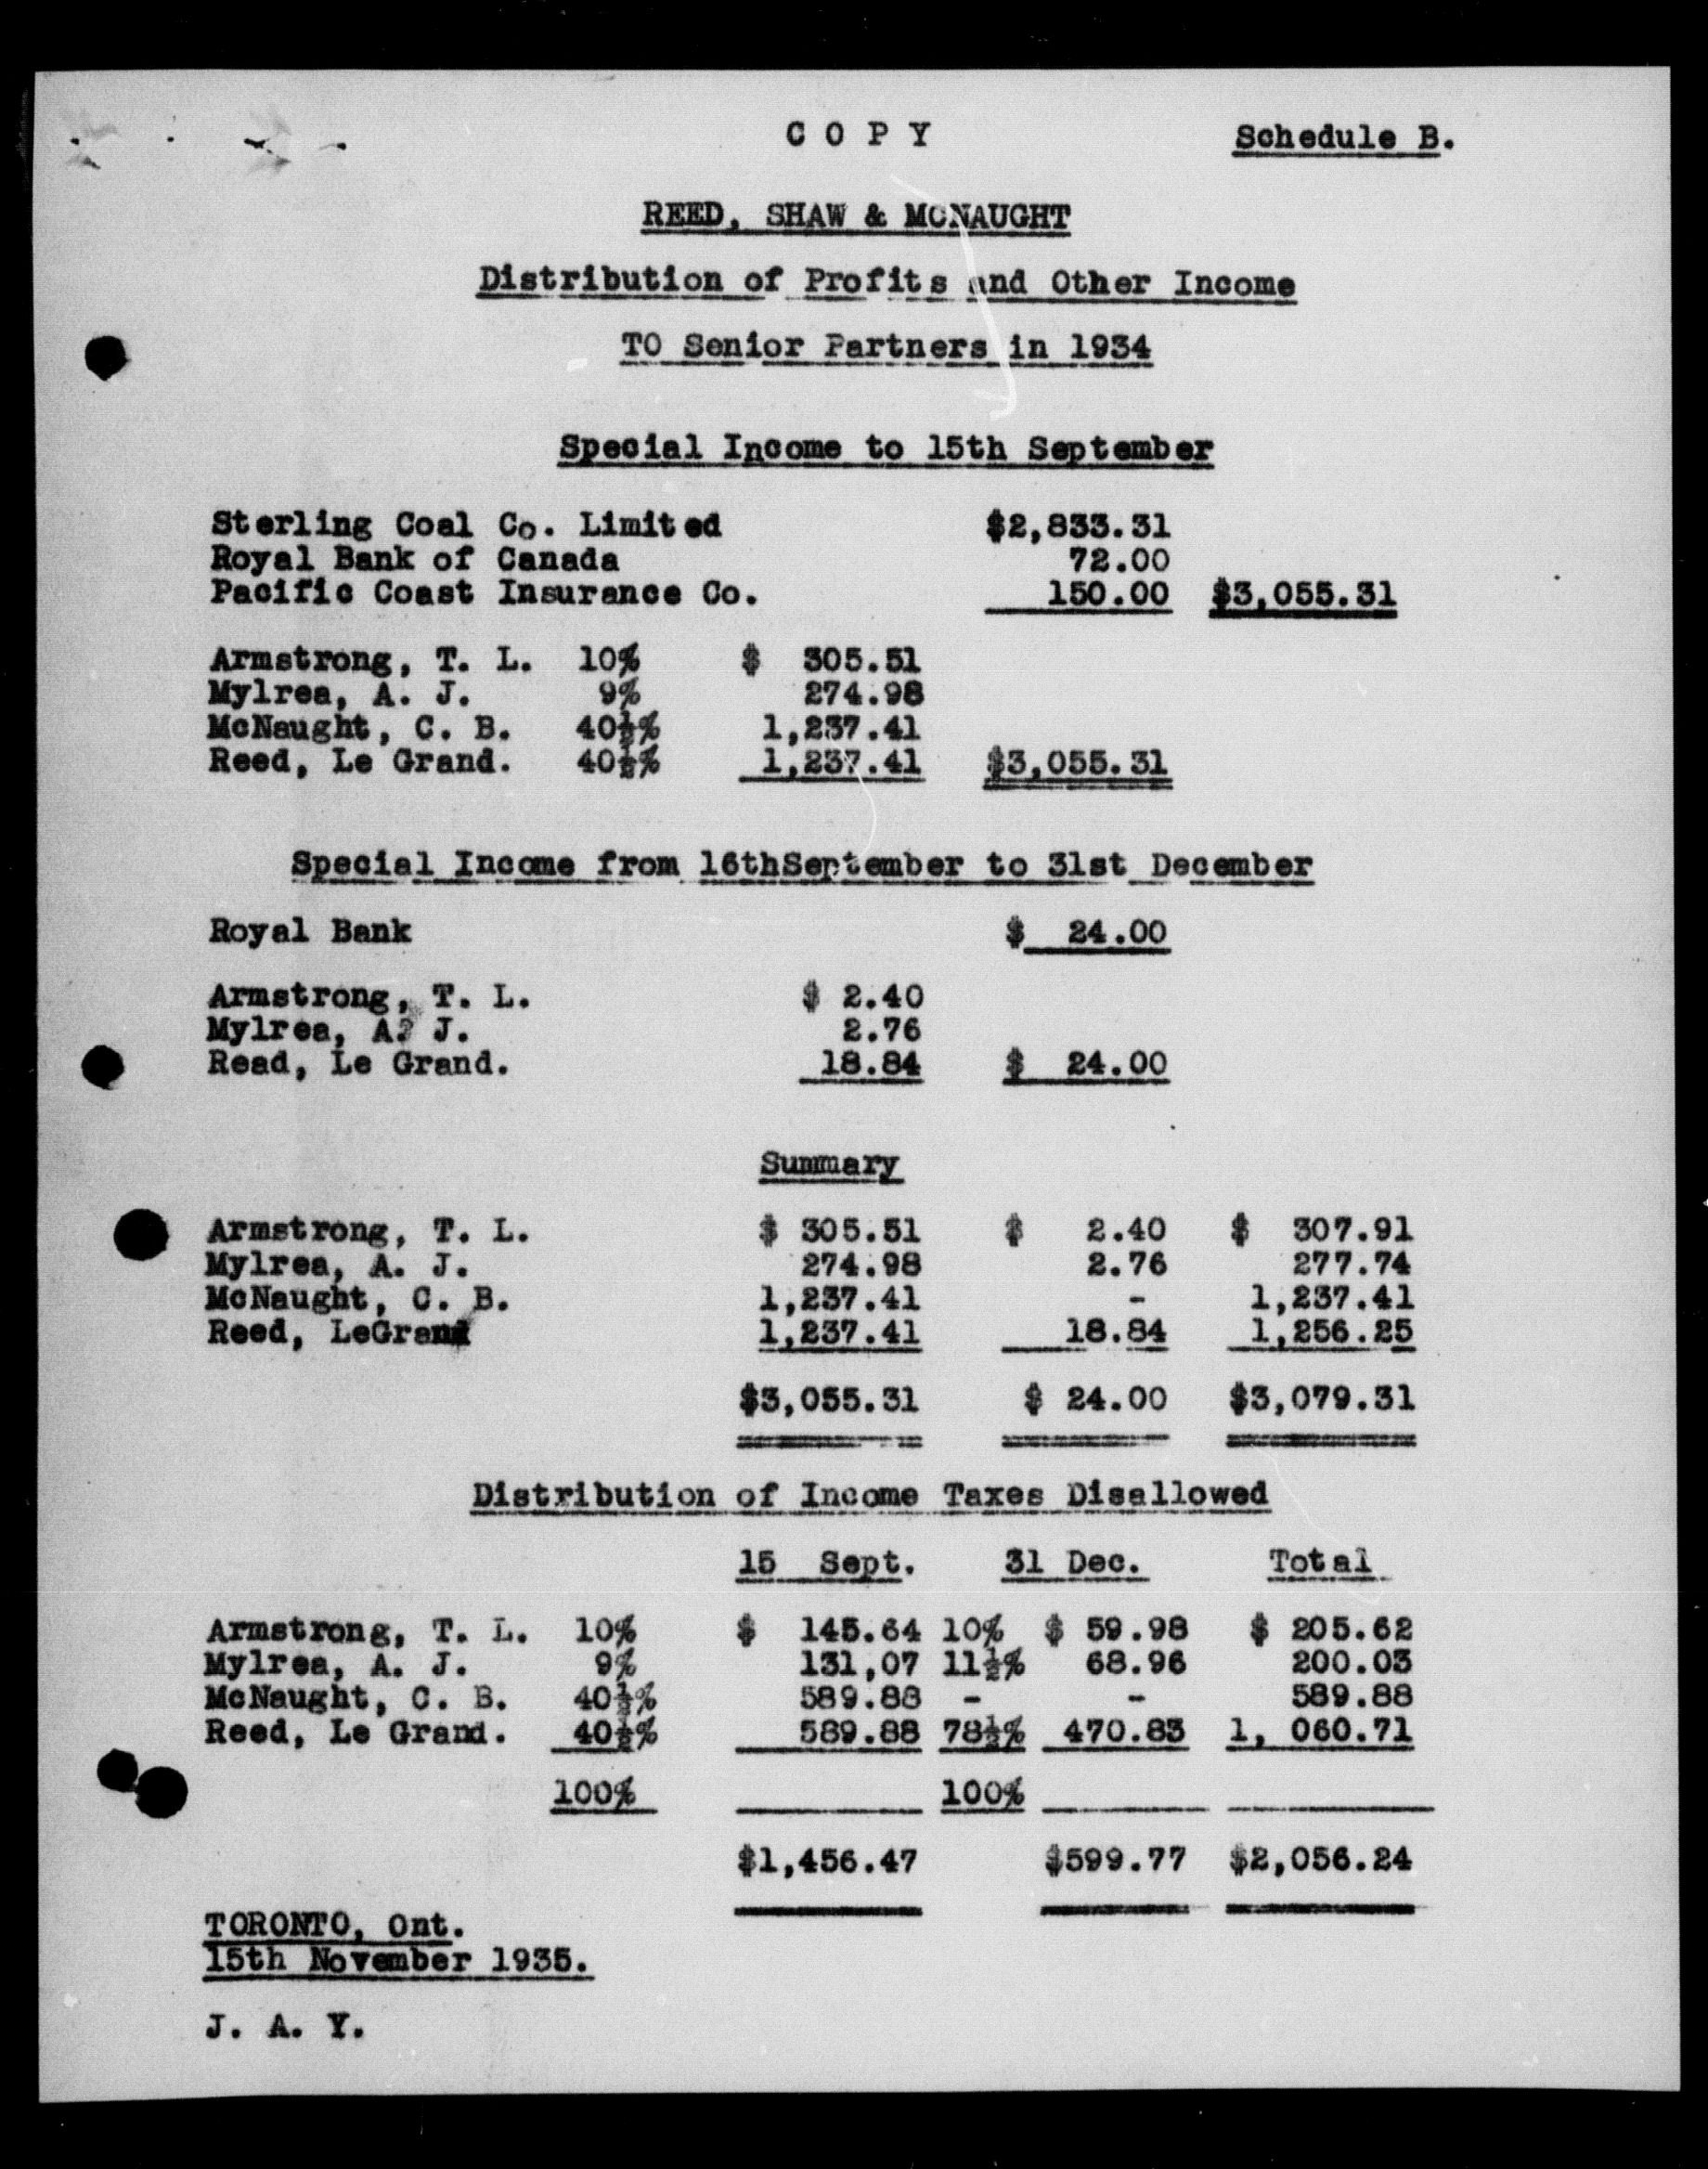 COPY
Schedule B.
REED, SHAW & MCNAUGHT
Distribution of Profits and Other Income
TO Senior Partners in 1934
Special Income to 15th September
Sterling Coal Co. Limited $2,833.31
Royal Bank of Canada 72.00
Pacific Coast Insurance Co. 150.00 $3,055.31
Armstrong, T. L. 10% $ 305.51
Mylrea, A. J. 9% 274.98
McNaught, C. B. 40½% 1,237.41
Reed, Le Grand. 40½% 1,237.41 $3,055.31
Special Income from 16thSeptember to 31st December
Royal Bank $ 24.00
Armstrong, T. L. $ 2.40
Mylrea, A. J. 2.76
Read, Le Grand. 18.84 $ 24.00
Summary
Armstrong, T. L. $ 305.51 $ 2.40 $ 307.91
Mylrea, A. J. 274.98 2.76 277.74
McNaught, C. B. 1,237.41 - 1,237.41
Reed, LeGrand 1,237.41 18.84 1,256.25
$3,055.31 $ 24.00 $3,079.31
Distribution of Income Taxes Disallowed
15 Sept. 31 Dec. Total
Armstrong, T. L. 10% $ 145.64 10% $ 59.98 $ 205.62
Mylrea, A. J. 9% 131,07 11½% 68.96 200.03
McNaught, C. B. 40½% 589.88 - - 589.88
Reed, Le Grand. 40½% 589.88 78½% 470.83 1, 060.71
100% 100%
$1,456.47 $599.77 $2,056.24
TORONTO, Ont.
15th November 1935.
J. A. Y.